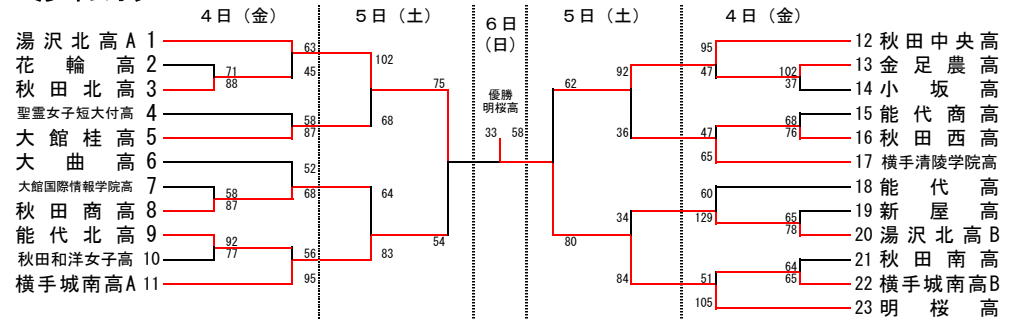 4日（金） 5日（土） 6日（日） 5日（土） 4日（金）
湯沢北高A 1
花輪高 2
秋田北高 3
聖霊女子短大付高 4
大館桂高 5
大曲高 6
大館国際情報学院高 7
秋田商高 8
能代北高 9
秋田和洋女子高 10
横手城南高A 11
63
71
88
45
58
87
52
58
87
68
92
77
56
95
102
68
64
83
75
54
優勝
明桜高
33 58
62
80
92
36
34
84
95
47
102
37
47
68
76
65
60
129
65
78
51
64
65
105
12 秋田中央高
13 金足農高
14 小坂高
15 能代商高
16 秋田西高
17 横手清陵学院高
18 能代高
19 新屋高
20 湯沢北高B
21 秋田南高
22 横手城南高B
23 明桜高